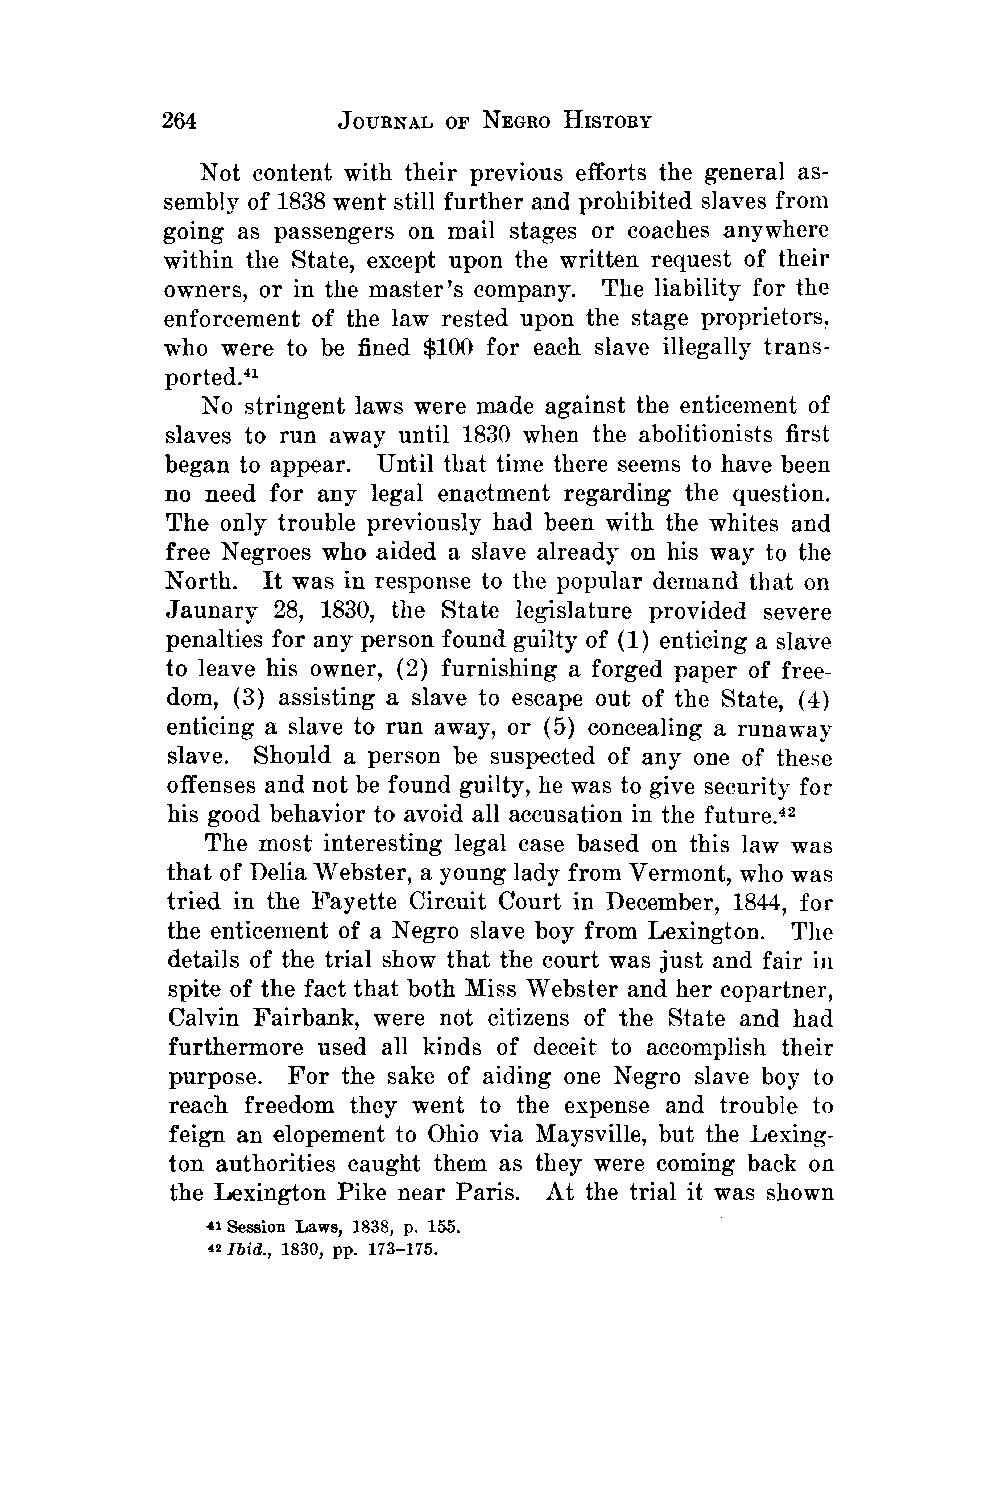 264 JOURNAL OF NEGRO HISTORY
Not content with their previous efforts the general as-
sembly of 1838 went still further and prohibited slaves from
going as passengers on mail stages or coaches anywhere
within the State, except upon the written request of their
owners, or in the master's company. The liability for the
enforcement of the law rested upon the stage proprietors,
who were to be fined $100 for each slave illegally trans-
ported.⁴¹
No stringent laws were made against the enticement of
slaves to run away until 1830 when the abolitionists first
began to appear. Until that time there seems to have been
no need for any legal enactment regarding the question.
The only trouble previously had been with the whites and
free Negroes who aided a slave already on his way to the
North. It was in response to the popular demand that on
Jaunary 28, 1830, the State legislature provided severe
penalties for any person found guilty of (1) enticing a slave
to leave his owner, (2) furnishing a forged paper of free-
dom, (3) assisting a slave to escape out of the State, (4)
enticing a slave to run away, or (5) concealing a runaway
slave. Should a person be suspected of any one of these
offenses and not be found guilty, he was to give security for
his good behavior to avoid all accusation in the future.⁴²
The most interesting legal case based on this law was
that of Delia Webster, a young lady from Vermont, who was
tried in the Fayette Circuit Court in December, 1844, for
the enticement of a Negro slave boy from Lexington. The
details of the trial show that the court was just and fair in
spite of the fact that both Miss Webster and her copartner,
Calvin Fairbank, were not citizens of the State and had
furthermore used all kinds of deceit to accomplish their
purpose. For the sake of aiding one Negro slave boy to
reach freedom they went to the expense and trouble to
feign an elopement to Ohio via Maysville, but the Lexing-
ton authorities caught them as they were coming back on
the Lexington Pike near Paris. At the trial it was shown
⁴¹ Session Laws, 1838, p. 155.
⁴² Ibid., 1830, pp. 173–175.